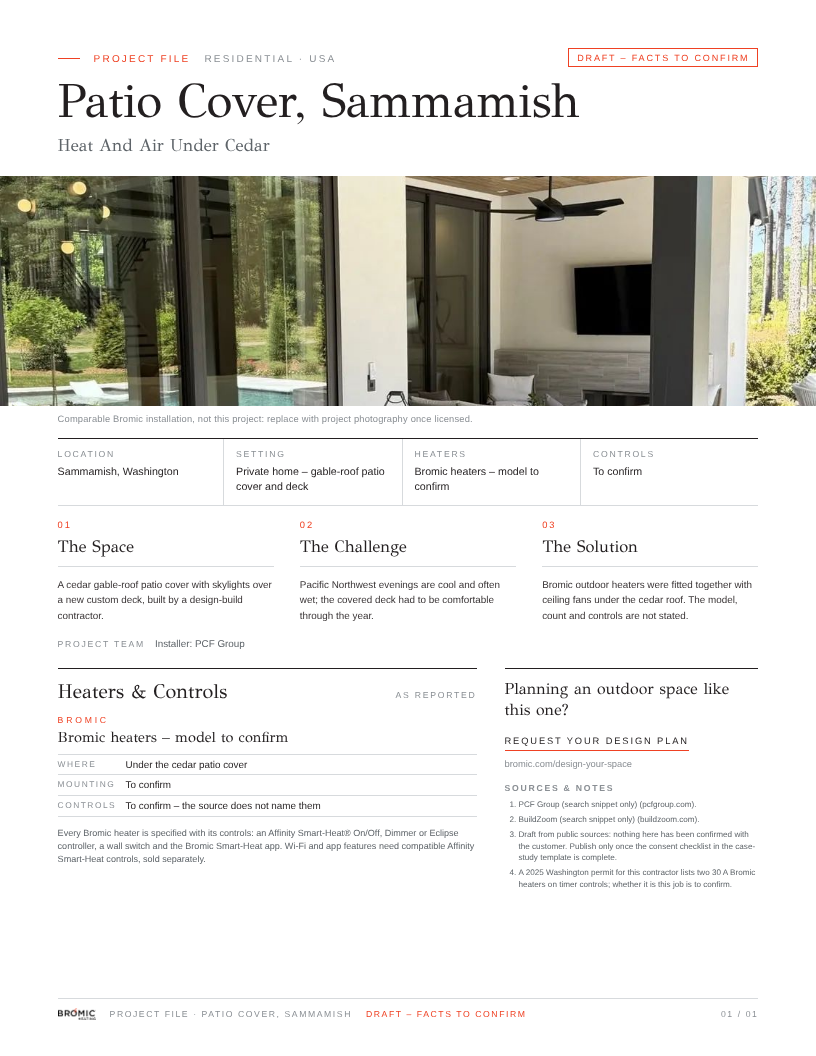 PROJECT FILE RESIDENTIAL · USA
DRAFT – FACTS TO CONFIRM
Patio Cover, Sammamish
Heat And Air Under Cedar
Comparable Bromic installation, not this project: replace with project photography once licensed.
LOCATION
Sammamish, Washington
SETTING
Private home – gable-roof patio
cover and deck
HEATERS
Bromic heaters – model to
confirm
CONTROLS
To confirm
01
The Space
A cedar gable-roof patio cover with skylights over
a new custom deck, built by a design-build
contractor.
02
The Challenge
Pacific Northwest evenings are cool and often
wet; the covered deck had to be comfortable
through the year.
03
The Solution
Bromic outdoor heaters were fitted together with
ceiling fans under the cedar roof. The model,
count and controls are not stated.
PROJECT TEAM Installer: PCF Group
Heaters & Controls
AS REPORTED
BROMIC
Bromic heaters – model to confirm
WHERE Under the cedar patio cover
MOUNTING To confirm
CONTROLS To confirm – the source does not name them
Every Bromic heater is specified with its controls: an Affinity Smart-Heat® On/Off, Dimmer or Eclipse
controller, a wall switch and the Bromic Smart-Heat app. Wi-Fi and app features need compatible Affinity
Smart-Heat controls, sold separately.
Planning an outdoor space like
this one?
REQUEST YOUR DESIGN PLAN
bromic.com/design-your-space
SOURCES & NOTES
1. PCF Group (search snippet only) (pcfgroup.com).
2. BuildZoom (search snippet only) (buildzoom.com).
3. Draft from public sources: nothing here has been confirmed with
the customer. Publish only once the consent checklist in the case-
study template is complete.
4. A 2025 Washington permit for this contractor lists two 30 A Bromic
heaters on timer controls; whether it is this job is to confirm.
BROMIC
HEATING
PROJECT FILE · PATIO COVER, SAMMAMISH DRAFT – FACTS TO CONFIRM
01 / 01